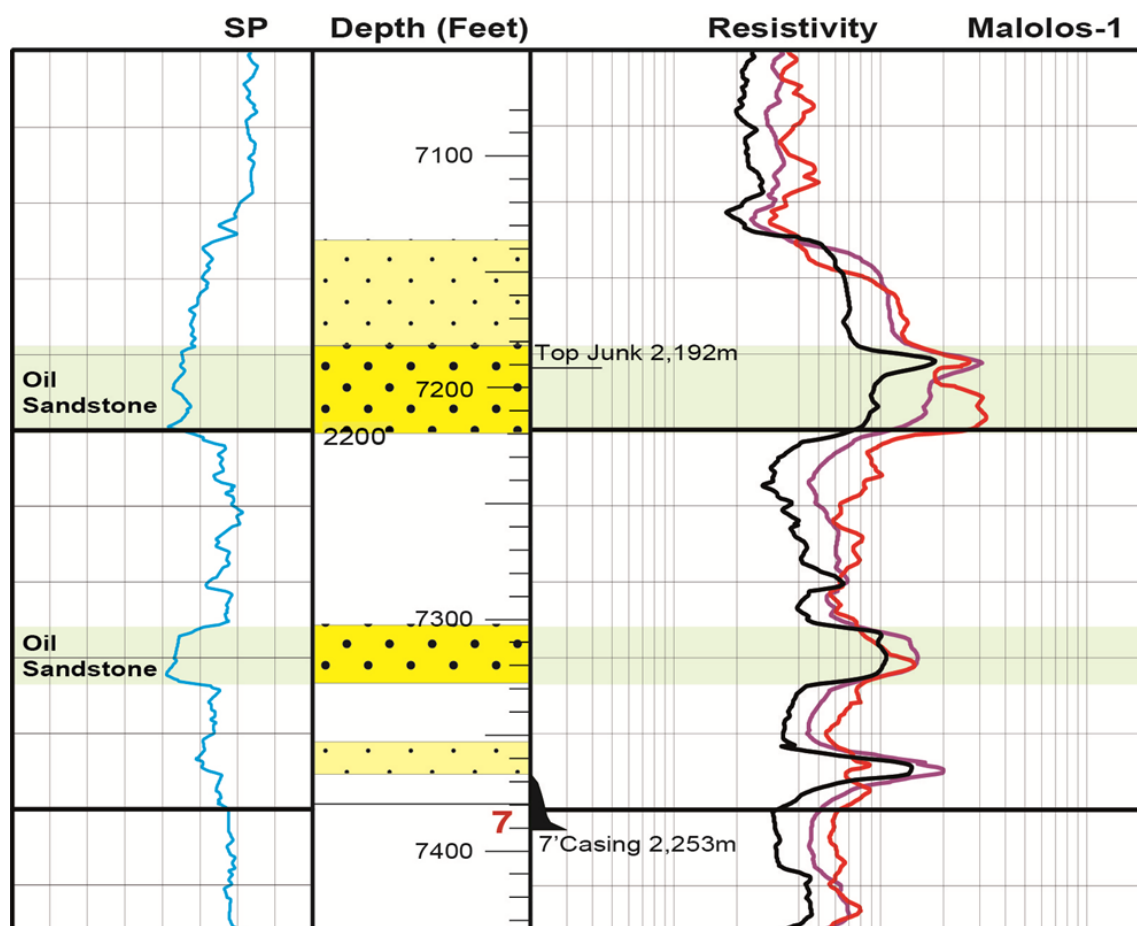 SP
Depth (Feet)
Resistivity
Malolos-1
7100
Top Junk 2,192m
Oil
Sandstone
7200
2200
7300
Oil
Sandstone
7
7'Casing 2,253m
7400